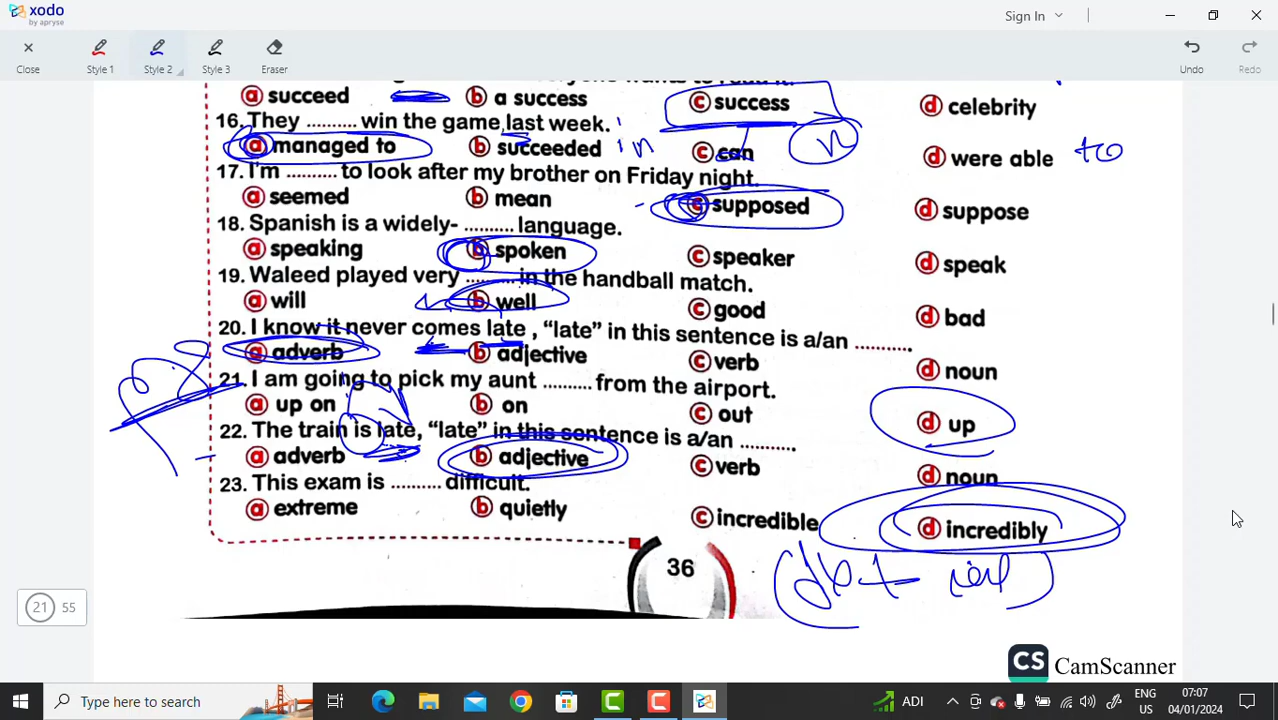 xodo
by apryse
Sign In
Close
Style 1
Style 2
Style 3
Eraser
Undo
Redo
a succeed b a success c success d celebrity
16. They .......... win the game last week.
a managed to b succeeded in c can d were able to
17. I'm .......... to look after my brother on Friday night.
a seemed b mean c supposed d suppose
18. Spanish is a widely- .......... language.
a speaking b spoken c speaker d speak
19. Waleed played very .......... in the handball match.
a will b well c good d bad
20. I know it never comes late , “late” in this sentence is a/an ...........
a adverb b adjective c verb d noun
21. I am going to pick my aunt .......... from the airport.
a up on b on c out d up
22. The train is late, “late” in this sentence is a/an ..........
a adverb b adjective c verb d noun
23. This exam is .......... difficult.
a extreme b quietly c incredible d incredibly
36
21 55
CS CamScanner
Type here to search
ADI
ENG
US
07:07
04/01/2024